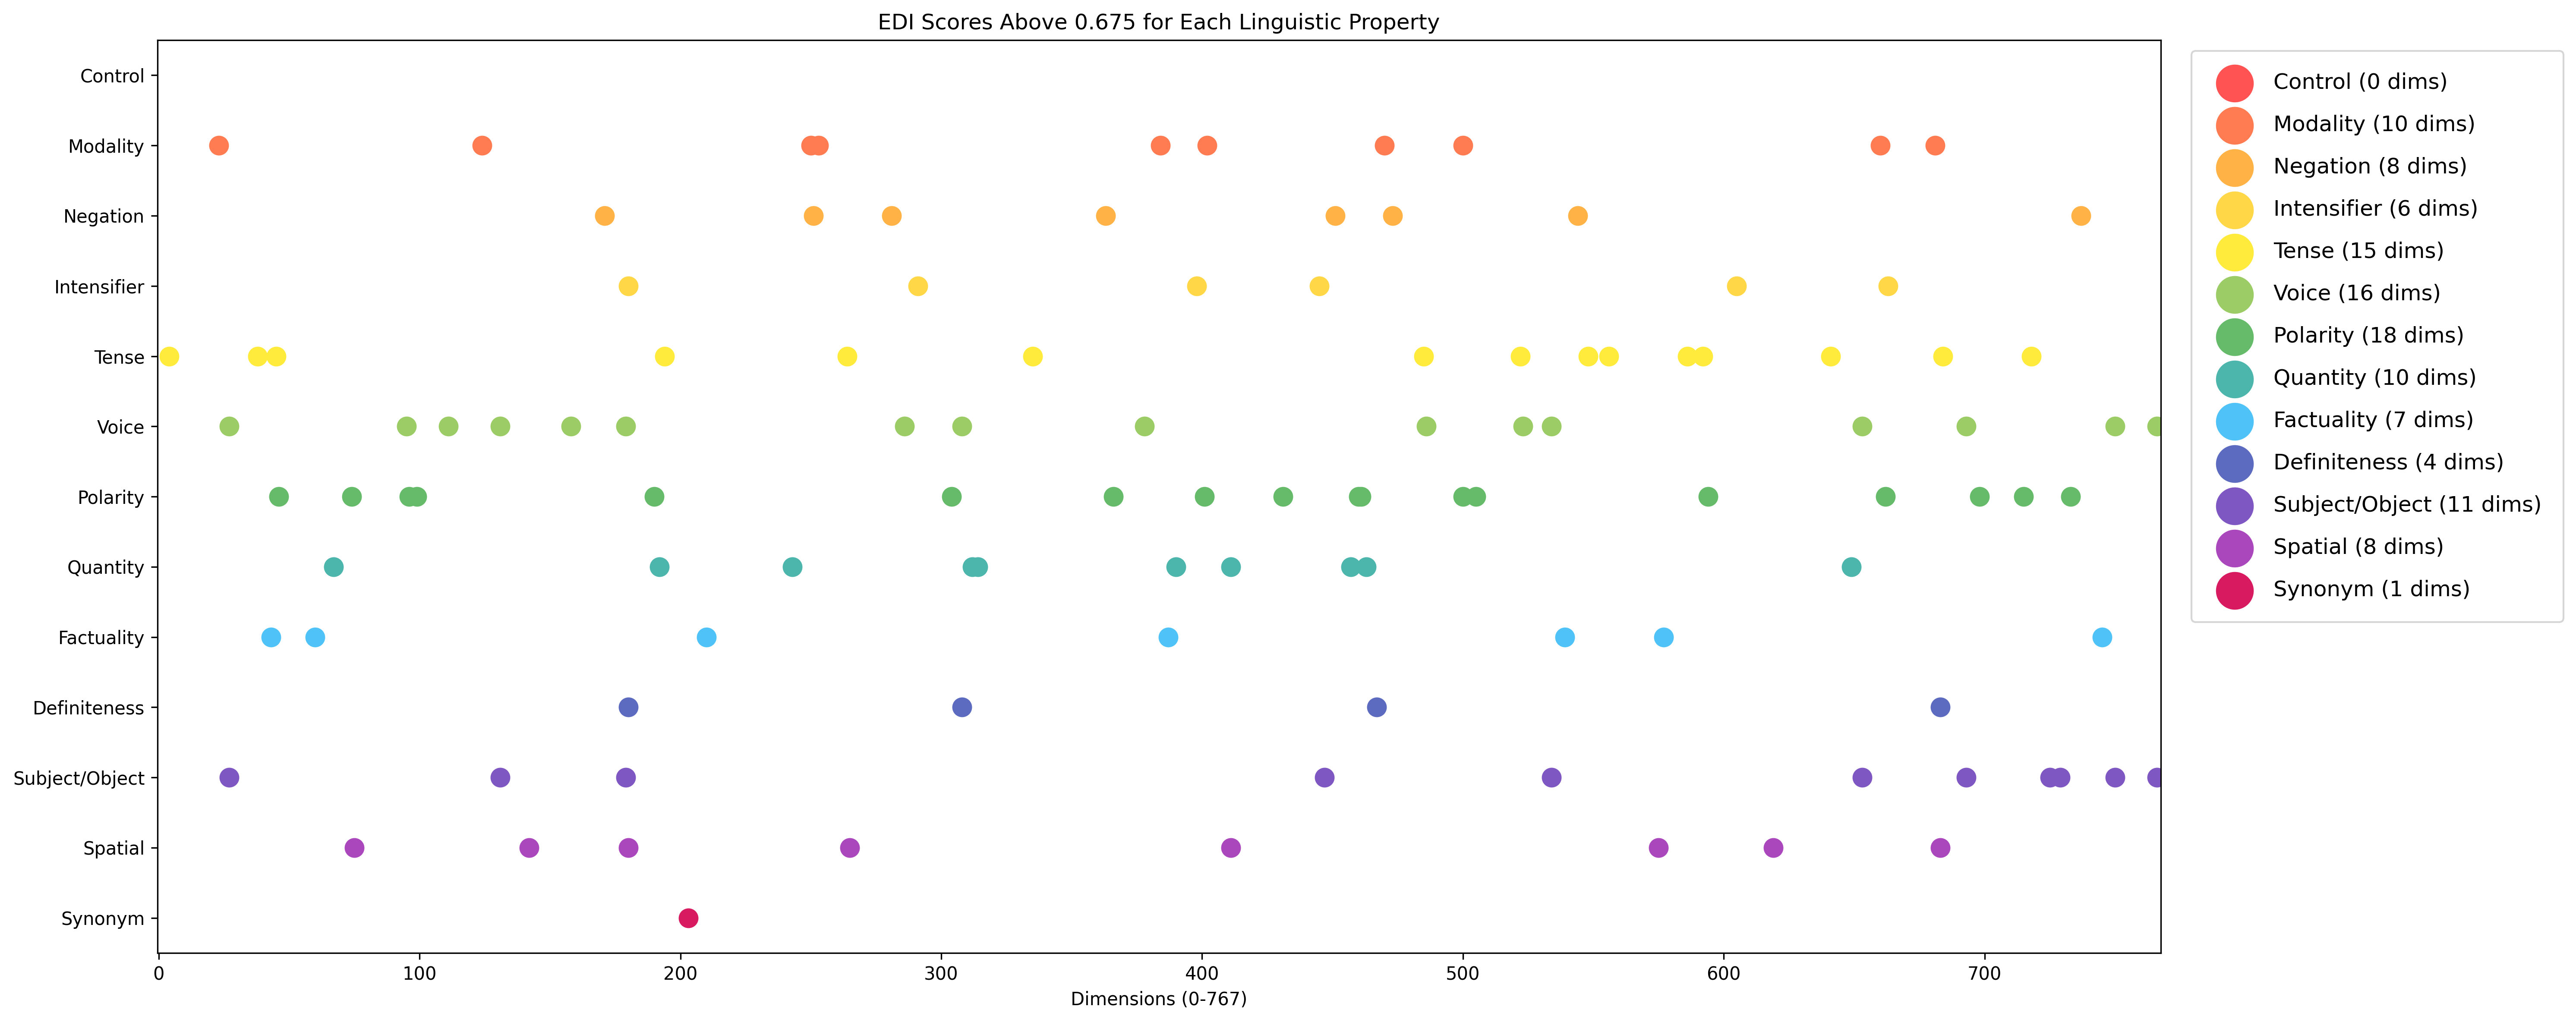 EDI Scores Above 0.675 for Each Linguistic Property
Control
Modality
Negation
Intensifier
Tense
Voice
Polarity
Quantity
Factuality
Definiteness
Subject/Object
Spatial
Synonym
0 100 200 300 400 500 600 700
Dimensions (0-767)
Control (0 dims)
Modality (10 dims)
Negation (8 dims)
Intensifier (6 dims)
Tense (15 dims)
Voice (16 dims)
Polarity (18 dims)
Quantity (10 dims)
Factuality (7 dims)
Definiteness (4 dims)
Subject/Object (11 dims)
Spatial (8 dims)
Synonym (1 dims)